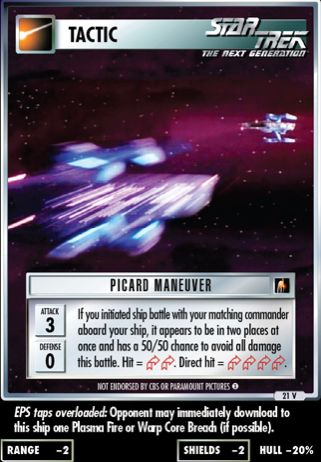 TACTIC
STAR TREK
THE NEXT GENERATION
PICARD MANEUVER
ATTACK
3
DEFENSE
0
If you initiated ship battle with your matching commander
aboard your ship, it appears to be in two places at
once and has a 50/50 chance to avoid all damage
this battle. Hit = . Direct hit = .
NOT ENDORSED BY CBS OR PARAMOUNT PICTURES
21 V
EPS taps overloaded: Opponent may immediately download to
this ship one Plasma Fire or Warp Core Breach (if possible).
RANGE –2
SHIELDS –2
HULL –20%